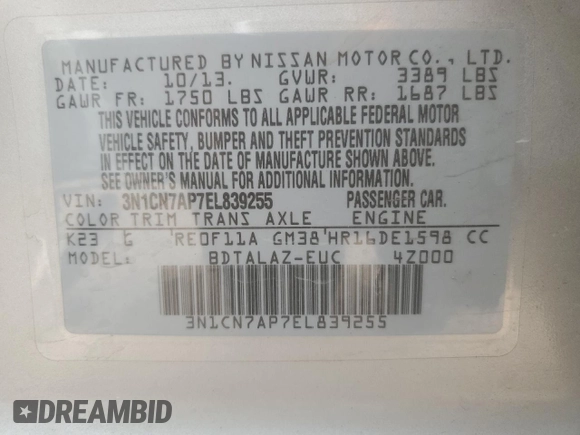 MANUFACTURED BY NISSAN MOTOR CO., LTD.
DATE: 10/13. GVWR: 3389 LBS
GAWR FR: 1750 LBS GAWR RR: 1687 LBS
THIS VEHICLE CONFORMS TO ALL APPLICABLE FEDERAL MOTOR
VEHICLE SAFETY, BUMPER AND THEFT PREVENTION STANDARDS
IN EFFECT ON THE DATE OF MANUFACTURE SHOWN ABOVE.
SEE OWNER'S MANUAL FOR ADDITIONAL INFORMATION.
VIN: 3N1CN7AP7EL839255 PASSENGER CAR.
COLOR TRIM TRANS AXLE ENGINE
K23 G 'RE0F11A GM38'HR16DE1598 CC
MODEL: BDTALAZ-EUC 4Z000
3N1CN7AP7EL839255
DREAMBID